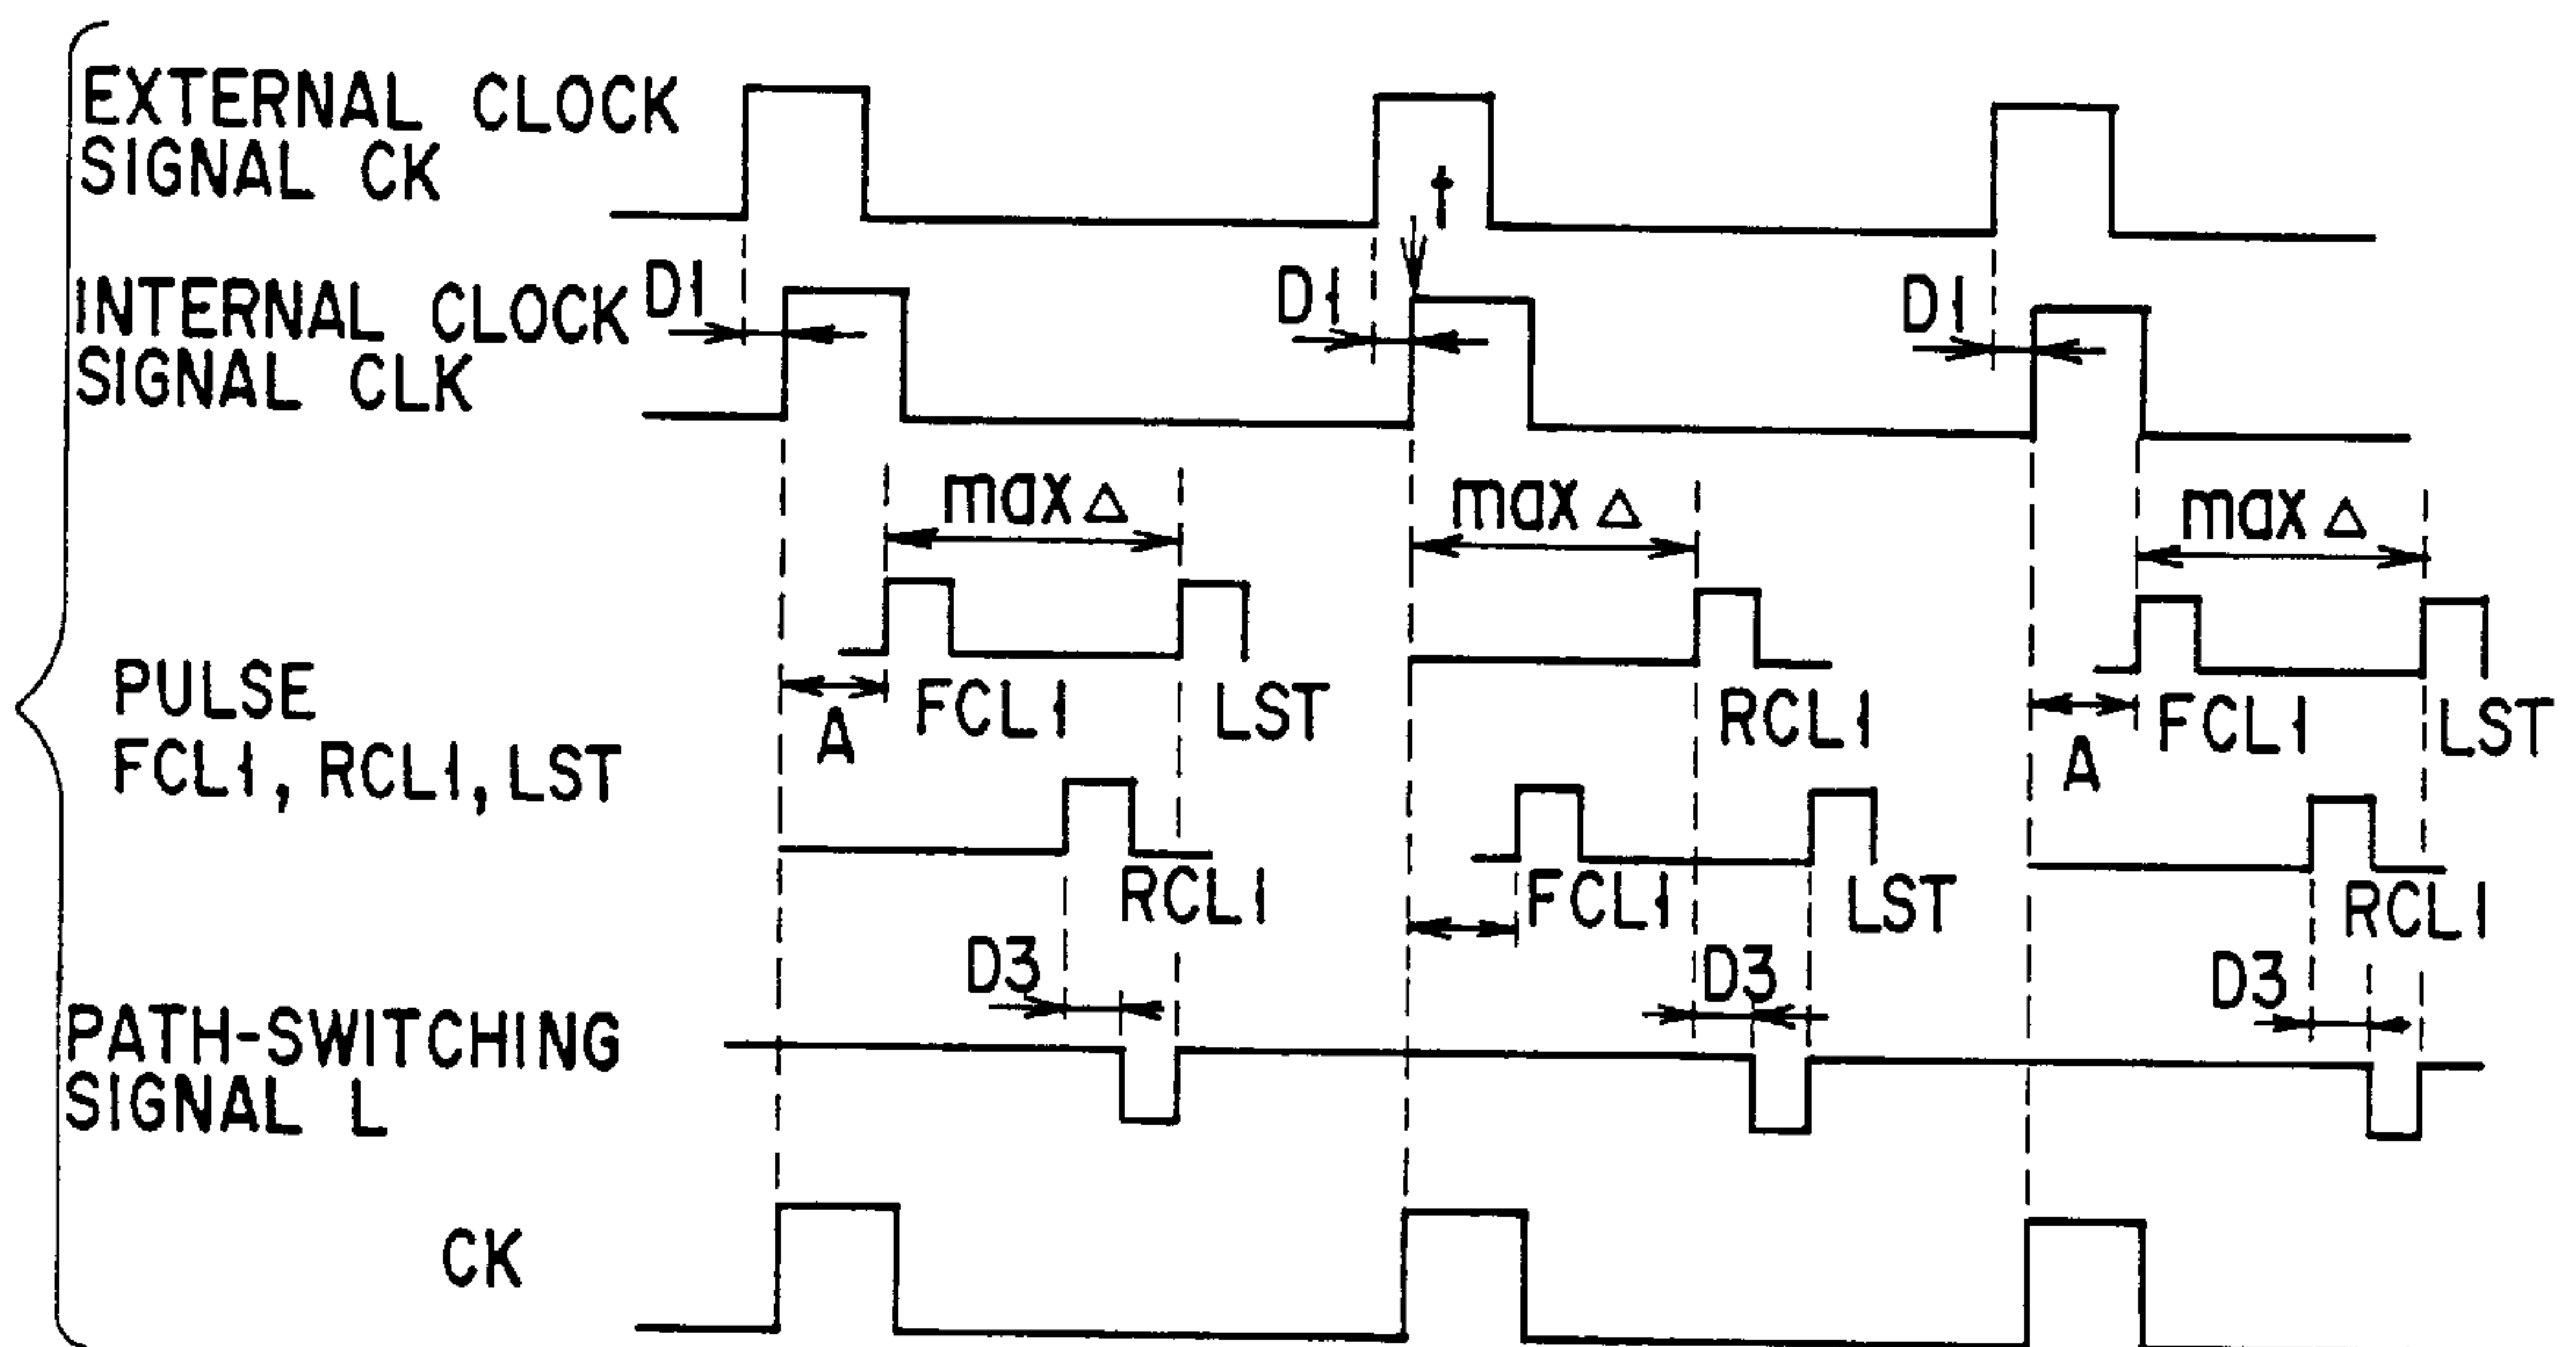 EXTERNAL CLOCK
SIGNAL CK
t
INTERNAL CLOCK
SIGNAL CLK
D1
D1
D1
max △
max △
max △
PULSE
FCL1, RCL1, LST
A
FCL1
LST
RCL1
A
FCL1
LST
RCL1
FCL1
LST
RCL1
D3
D3
D3
PATH-SWITCHING
SIGNAL L
CK